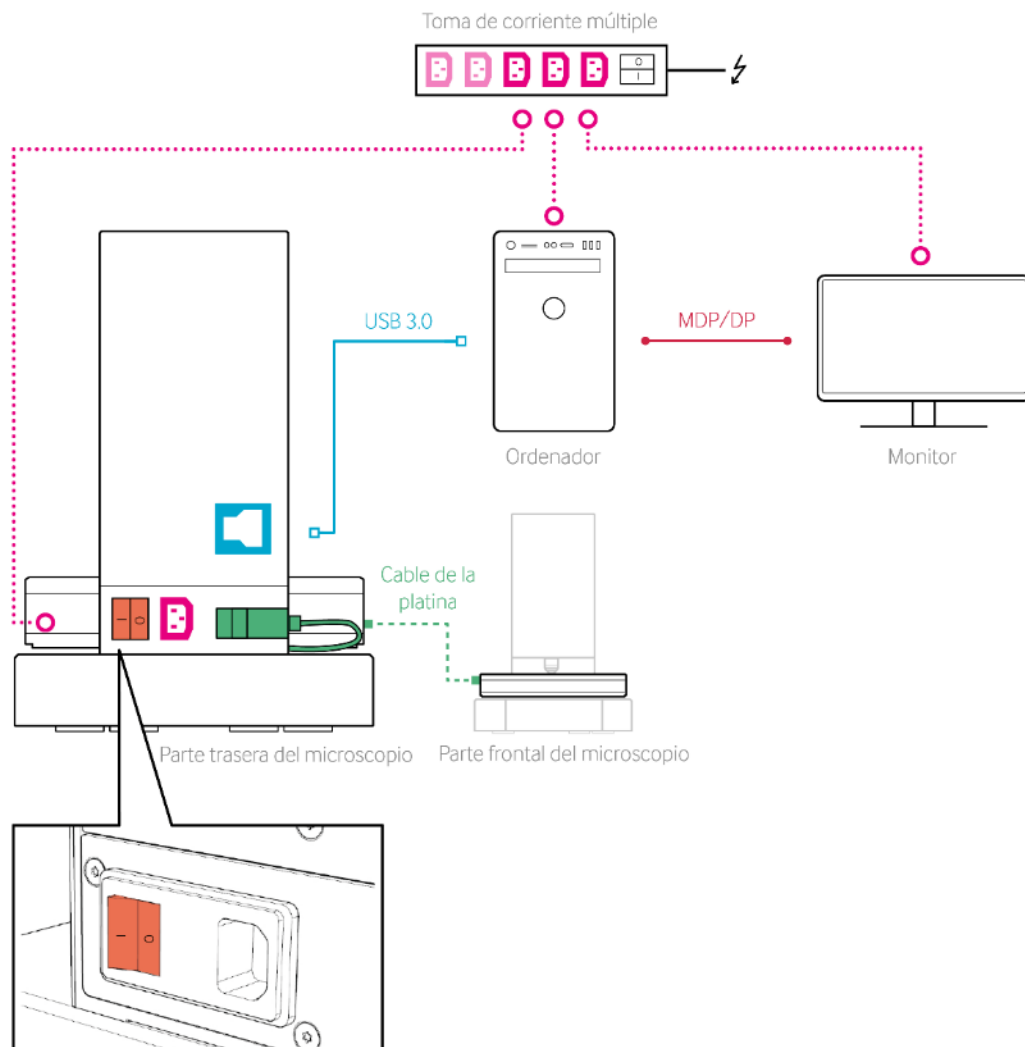 Toma de corriente múltiple
O
I
USB 3.0
MDP/DP
Ordenador
Monitor
Cable de la
platina
I O
Parte trasera del microscopio
Parte frontal del microscopio
I O